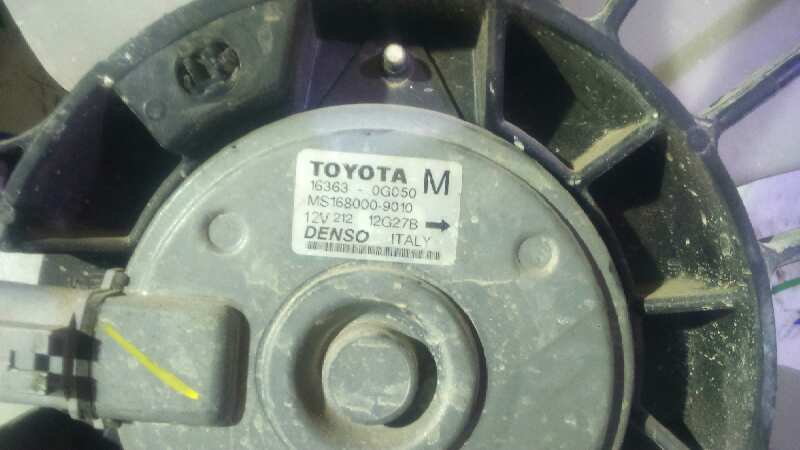 TOYOTA M
16363 - 0G050
MS168000-9010
12V 212 12G27B →
DENSO ITALY